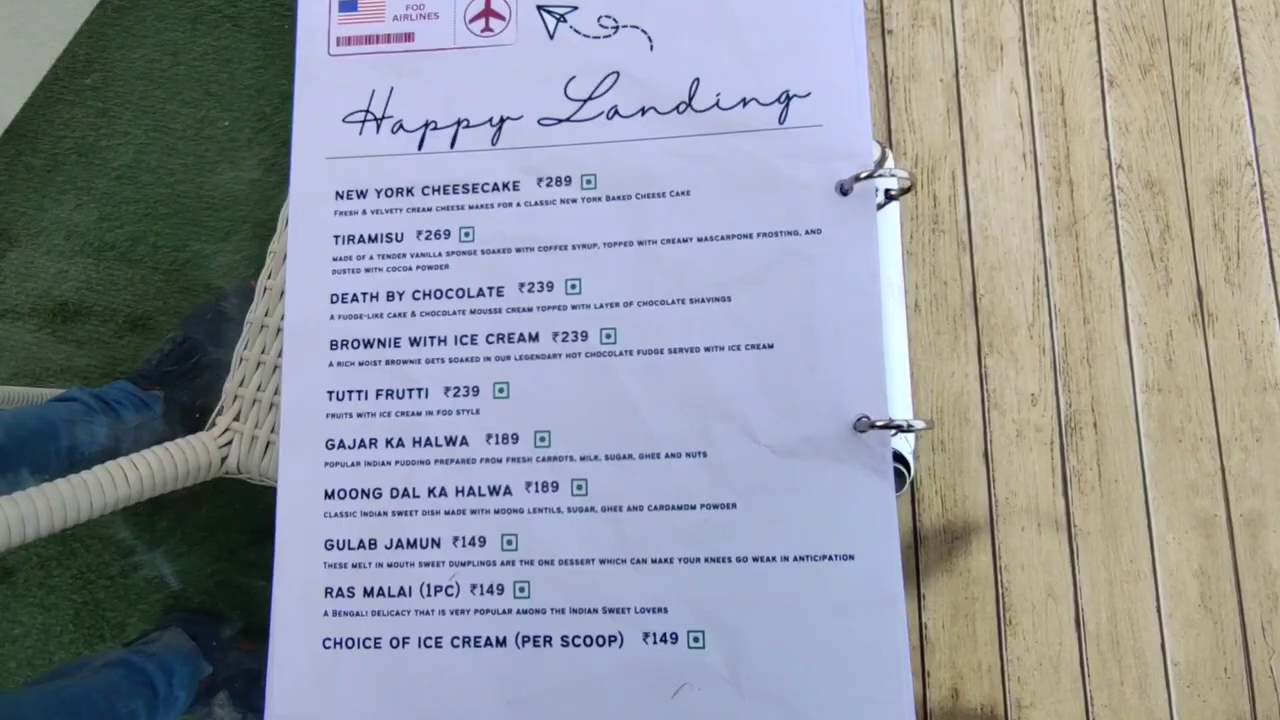 FOD
AIRLINES
Happy Landing
NEW YORK CHEESECAKE ₹289
FRESH & VELVETY CREAM CHEESE MAKES FOR A CLASSIC NEW YORK BAKED CHEESE CAKE
TIRAMISU ₹269
MADE OF A TENDER VANILLA SPONGE SOAKED WITH COFFEE SYRUP, TOPPED WITH CREAMY MASCARPONE FROSTING, AND
DUSTED WITH COCOA POWDER
DEATH BY CHOCOLATE ₹239
A FUDGE-LIKE CAKE & CHOCOLATE MOUSSE CREAM TOPPED WITH LAYER OF CHOCOLATE SHAVINGS
BROWNIE WITH ICE CREAM ₹239
A RICH MOIST BROWNIE GETS SOAKED IN OUR LEGENDARY HOT CHOCOLATE FUDGE SERVED WITH ICE CREAM
TUTTI FRUTTI ₹239
FRUITS WITH ICE CREAM IN FOD STYLE
GAJAR KA HALWA ₹189
POPULAR INDIAN PUDDING PREPARED FROM FRESH CARROTS, MILK, SUGAR, GHEE AND NUTS
MOONG DAL KA HALWA ₹189
CLASSIC INDIAN SWEET DISH MADE WITH MOONG LENTILS, SUGAR, GHEE AND CARDAMOM POWDER
GULAB JAMUN ₹149
THESE MELT IN MOUTH SWEET DUMPLINGS ARE THE ONE DESSERT WHICH CAN MAKE YOUR KNEES GO WEAK IN ANTICIPATION
RAS MALAI (1PC) ₹149
A BENGALI DELICACY THAT IS VERY POPULAR AMONG THE INDIAN SWEET LOVERS
CHOICE OF ICE CREAM (PER SCOOP) ₹149